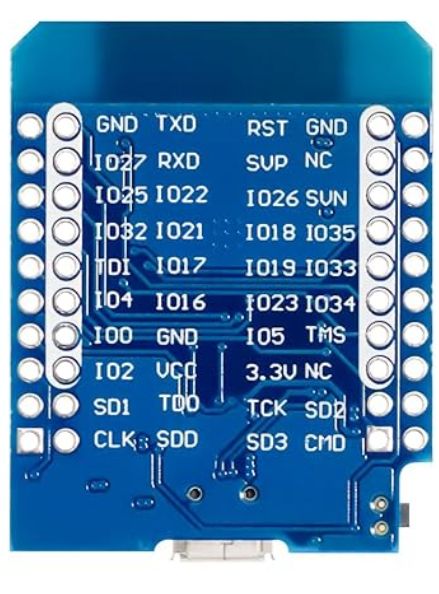 GND TXD RST GND
IO27 RXD SVP NC
IO25 IO22 IO26 SVN
IO32 IO21 IO18 IO35
TDI IO17 IO19 IO33
IO4 IO16 IO23 IO34
IO0 GND IO5 TMS
IO2 VCC 3.3V NC
SD1 TDO TCK SD2
CLK SDD SD3 CMD